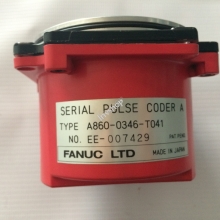 SERIAL PULSE CODER A
TYPE A860-0346-T041
NO. EE-007429
FANUC LTD MADE IN JAPAN